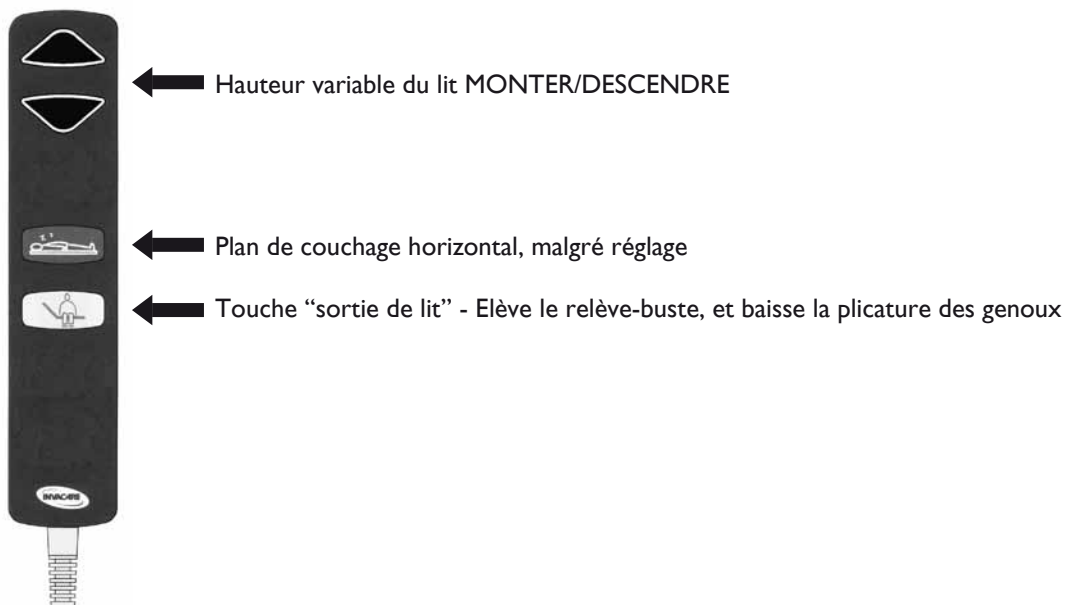 Hauteur variable du lit MONTER/DESCENDRE
z z
Plan de couchage horizontal, malgré réglage
Touche “sortie de lit” - Elève le relève-buste, et baisse la plicature des genoux
INVACARE